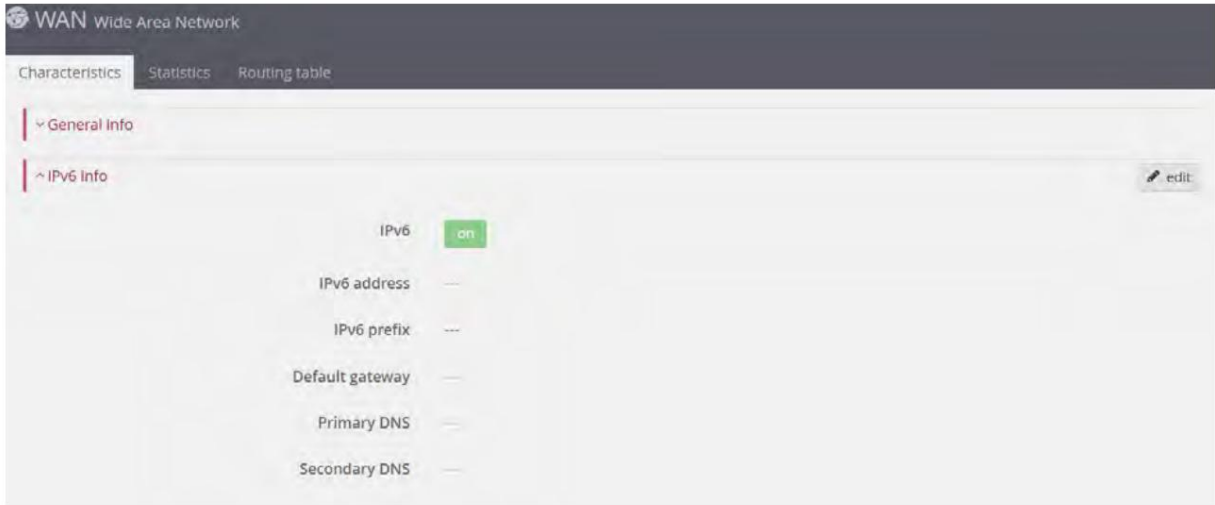 WAN Wide Area Network
Characteristics Statistics Routing table
General info
IPv6 info edit
IPv6 on
IPv6 address ---
IPv6 prefix ---
Default gateway ---
Primary DNS ---
Secondary DNS ---